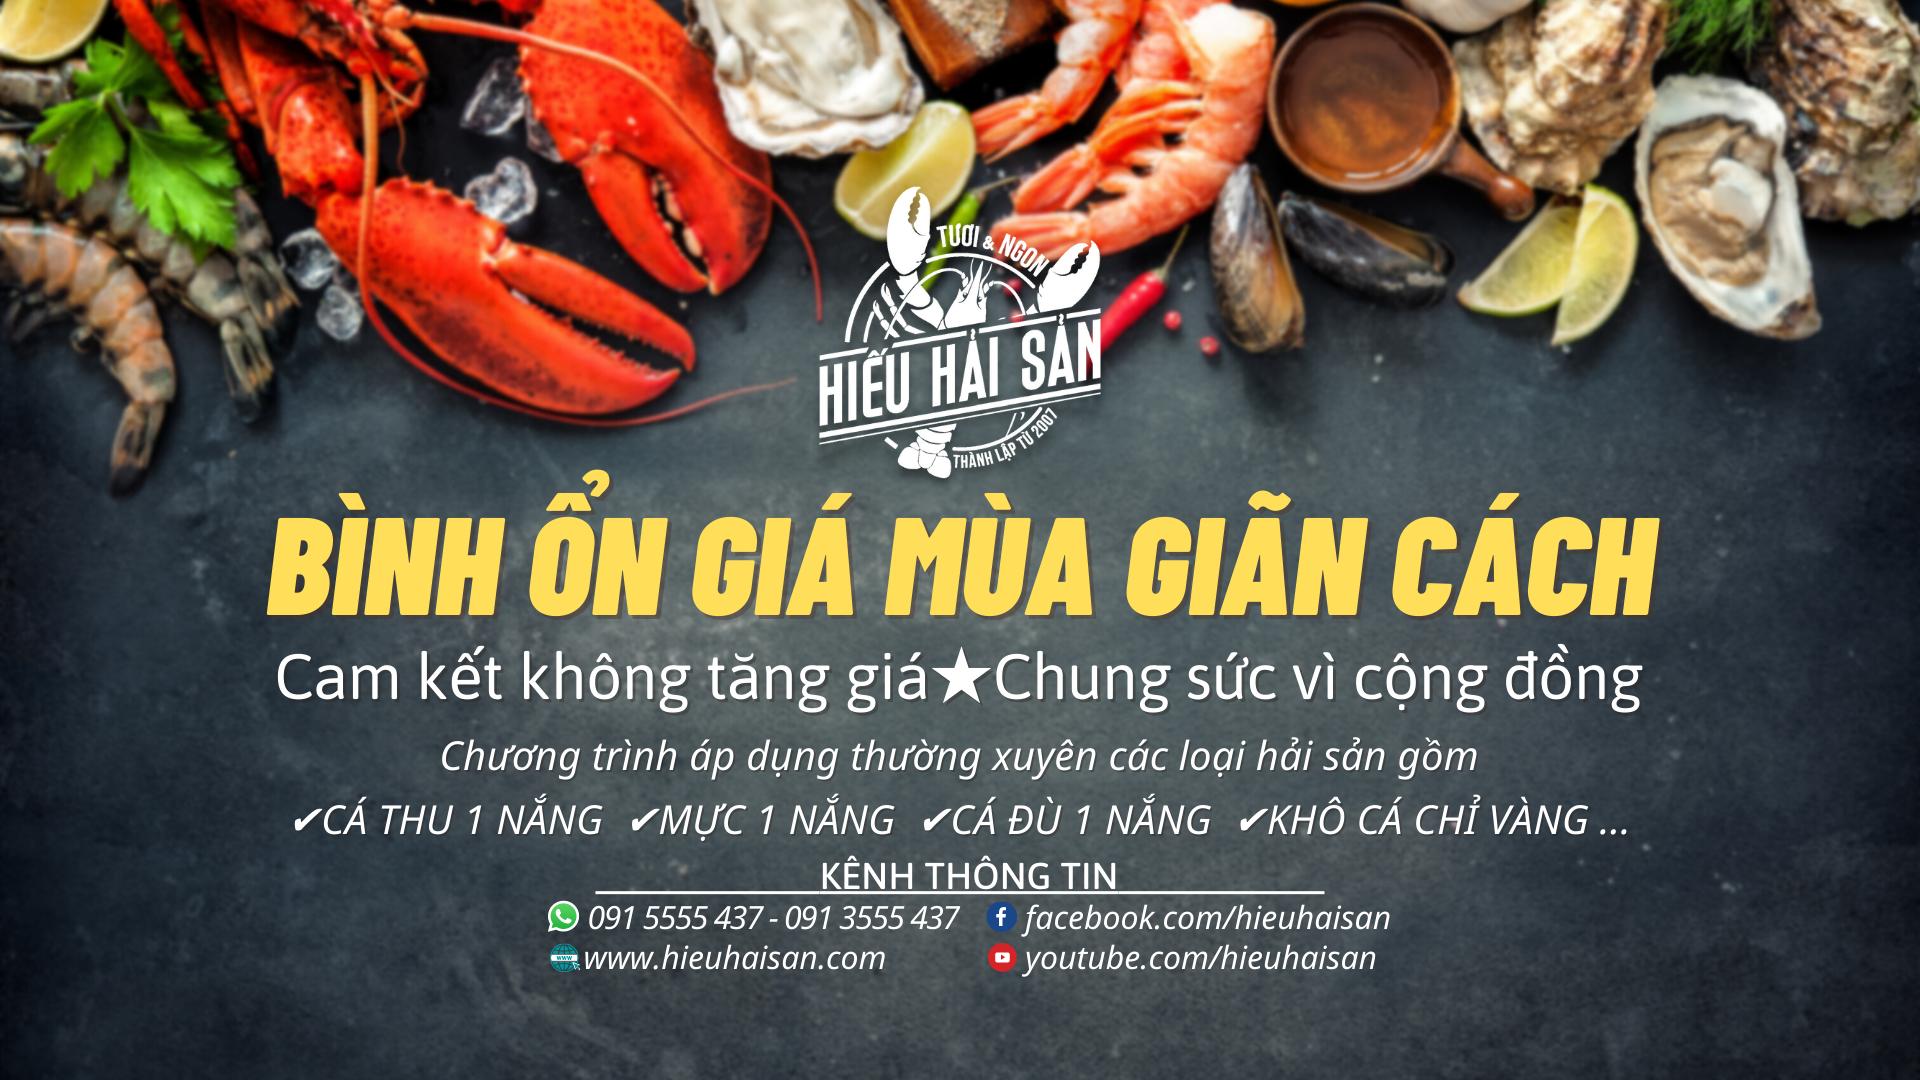 TƯƠI & NGON
HIẾU HẢI SẢN
THÀNH LẬP TỪ 2007
BÌNH ỔN GIÁ MÙA GIÃN CÁCH
Cam kết không tăng giá★Chung sức vì cộng đồng
Chương trình áp dụng thường xuyên các loại hải sản gồm
✔CÁ THU 1 NẮNG ✔MỰC 1 NẮNG ✔CÁ ĐÙ 1 NẮNG ✔KHÔ CÁ CHỈ VÀNG ...
KÊNH THÔNG TIN
091 5555 437 - 091 3555 437 facebook.com/hieuhaisan
www.hieuhaisan.com youtube.com/hieuhaisan